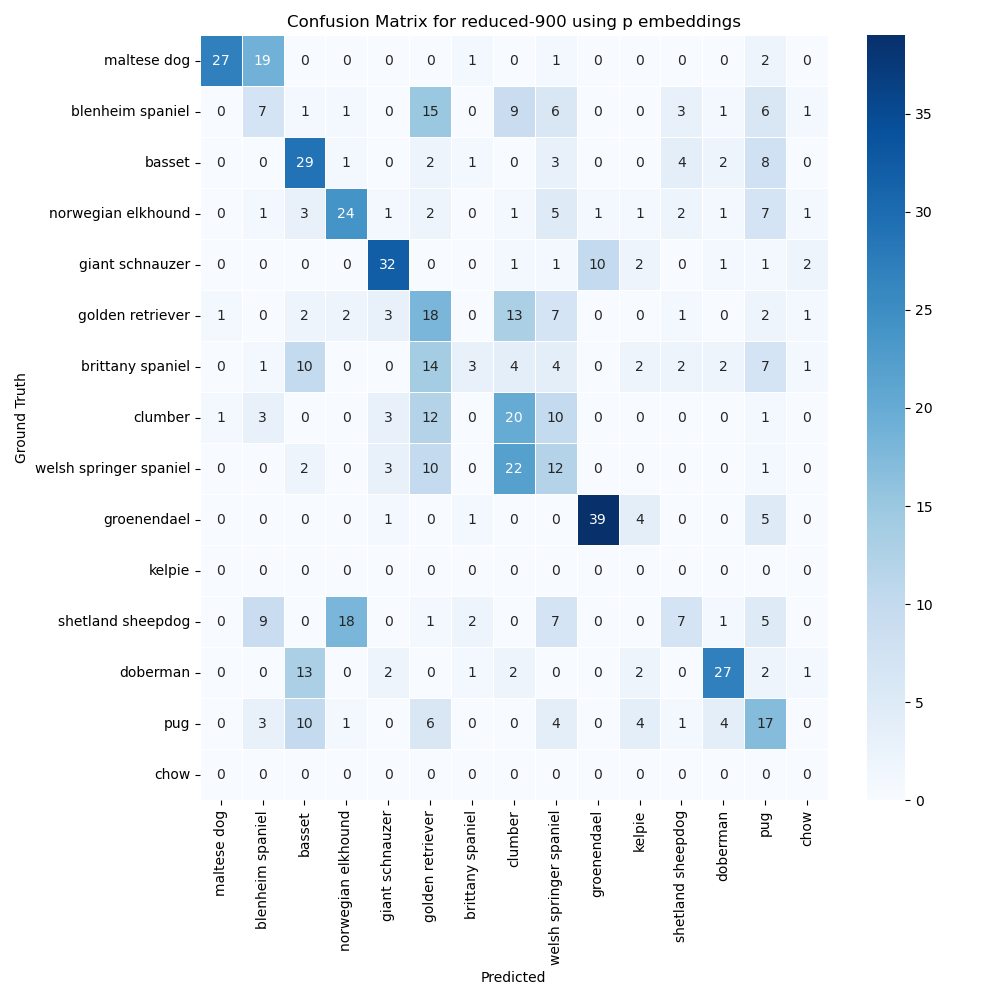 Confusion Matrix for reduced-900 using p embeddings
maltese dog 27 19 0 0 0 0 1 0 1 0 0 0 0 2 0
blenheim spaniel 0 7 1 1 0 15 0 9 6 0 0 3 1 6 1
basset 0 0 29 1 0 2 1 0 3 0 0 4 2 8 0
norwegian elkhound 0 1 3 24 1 2 0 1 5 1 1 2 1 7 1
giant schnauzer 0 0 0 0 32 0 0 1 1 10 2 0 1 1 2
golden retriever 1 0 2 2 3 18 0 13 7 0 0 1 0 2 1
brittany spaniel 0 1 10 0 0 14 3 4 4 0 2 2 2 7 1
clumber 1 3 0 0 3 12 0 20 10 0 0 0 0 1 0
welsh springer spaniel 0 0 2 0 3 10 0 22 12 0 0 0 0 1 0
groenendael 0 0 0 0 1 0 1 0 0 39 4 0 0 5 0
kelpie 0 0 0 0 0 0 0 0 0 0 0 0 0 0 0
shetland sheepdog 0 9 0 18 0 1 2 0 7 0 0 7 1 5 0
doberman 0 0 13 0 2 0 1 2 0 0 2 0 27 2 1
pug 0 3 10 1 0 6 0 0 4 0 4 1 4 17 0
chow 0 0 0 0 0 0 0 0 0 0 0 0 0 0 0
Ground Truth
maltese dog
blenheim spaniel
basset
norwegian elkhound
giant schnauzer
golden retriever
brittany spaniel
clumber
welsh springer spaniel
groenendael
kelpie
shetland sheepdog
doberman
pug
chow
Predicted
35
30
25
20
15
10
5
0